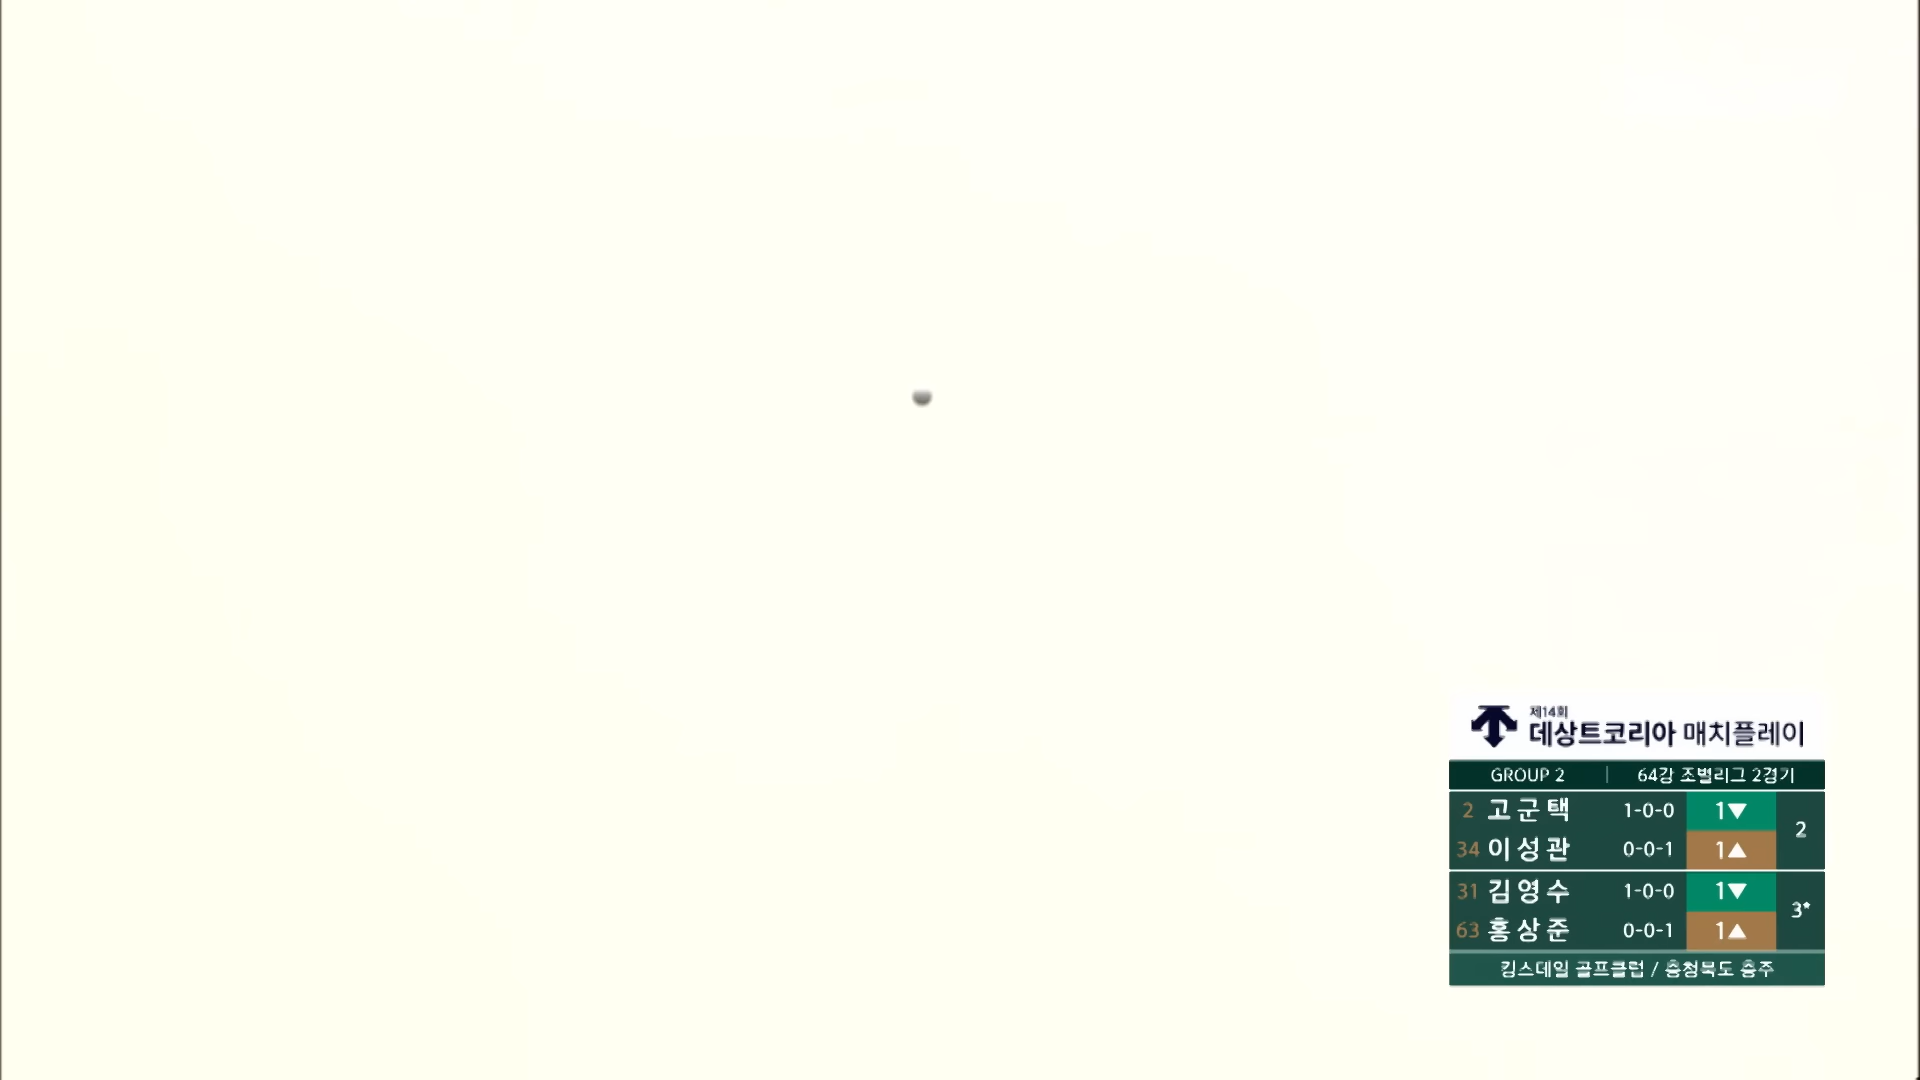 제14회
데상트코리아 매치플레이
GROUP 2 | 64강 조별리그 2경기
2 고군택 1-0-0 1▼
2
34 이성관 0-0-1 1▲
31 김영수 1-0-0 1▼
3*
63 홍상준 0-0-1 1▲
킹스데일 골프클럽 / 충청북도 충주